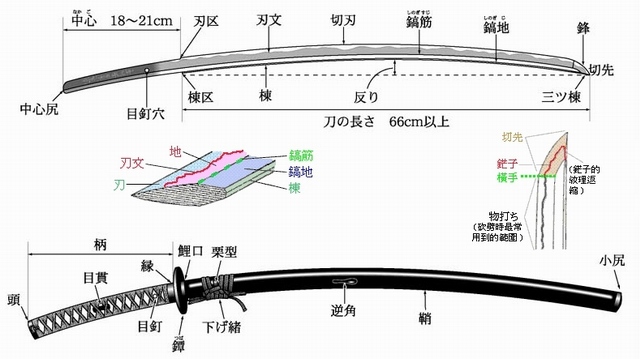 なかご
中心 18～21cm
刃区
刃文
切刃
しのぎすじ
鎬筋
しのぎじ
鎬地
鋒
切先
中心尻
目釘穴
棟区
棟
反り
三ツ棟
刀の長さ 66cm以上
地
刃文
刃
鎬筋
鎬地
棟
切先
鋩子
横手
(鋩子的
紋理返
縮)
物打ち
(砍劈時最常
用到的範圍)
柄
鯉口
栗型
小尻
縁
目貫
頭
目釘
つば
鐔
下げ緒
逆角
鞘